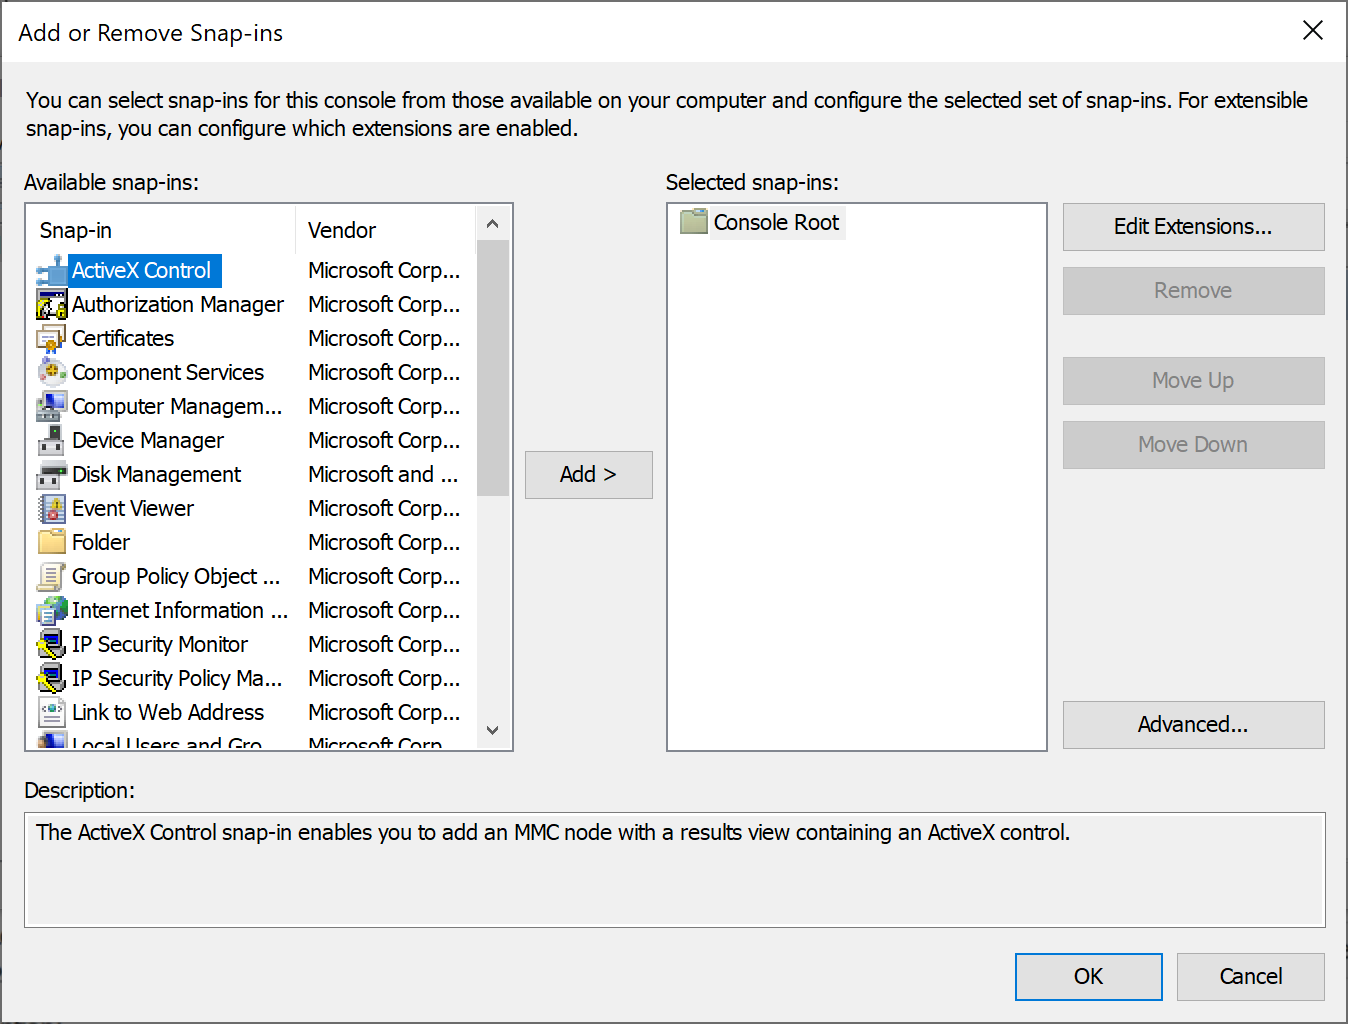 Add or Remove Snap-ins
You can select snap-ins for this console from those available on your computer and configure the selected set of snap-ins. For extensible
snap-ins, you can configure which extensions are enabled.
Available snap-ins:
Snap-in Vendor
ActiveX Control Microsoft Corp...
Authorization Manager Microsoft Corp...
Certificates Microsoft Corp...
Component Services Microsoft Corp...
Computer Managem... Microsoft Corp...
Device Manager Microsoft Corp...
Disk Management Microsoft and ...
Event Viewer Microsoft Corp...
Folder Microsoft Corp...
Group Policy Object ... Microsoft Corp...
Internet Information ... Microsoft Corp...
IP Security Monitor Microsoft Corp...
IP Security Policy Ma... Microsoft Corp...
Link to Web Address Microsoft Corp...
Local Users and Gro... Microsoft Corp...
Add >
Selected snap-ins:
Console Root
Edit Extensions...
Remove
Move Up
Move Down
Advanced...
Description:
The ActiveX Control snap-in enables you to add an MMC node with a results view containing an ActiveX control.
OK
Cancel